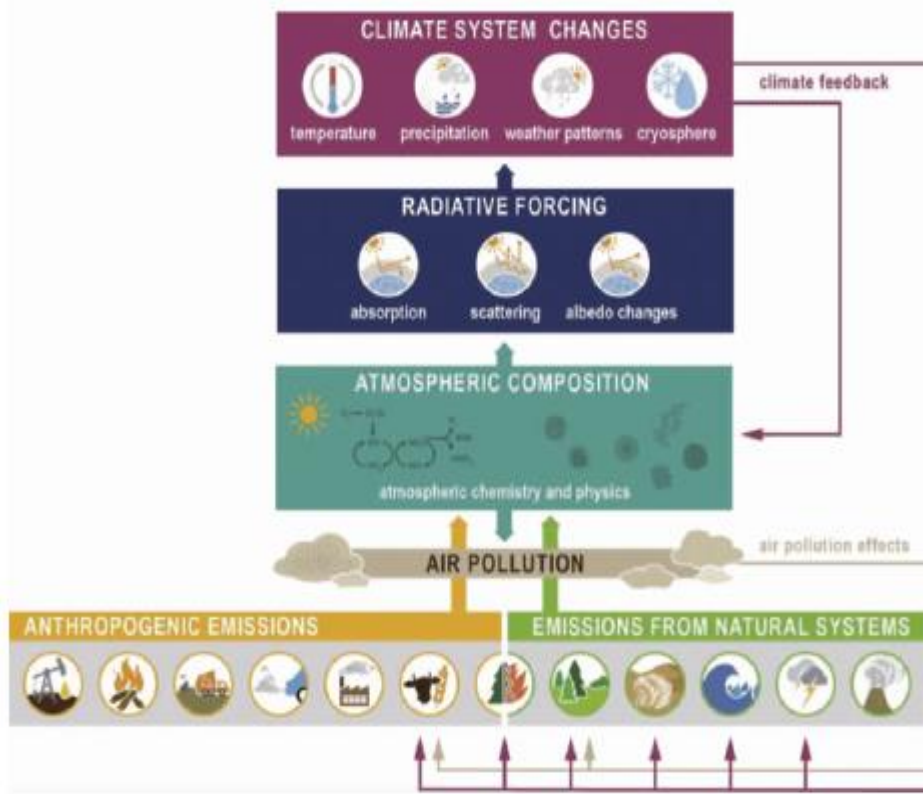 CLIMATE SYSTEM CHANGES
temperature
precipitation
weather patterns
cryosphere
climate feedback
RADIATIVE FORCING
absorption
scattering
albedo changes
ATMOSPHERIC COMPOSITION
atmospheric chemistry and physics
AIR POLLUTION
air pollution effects
ANTHROPOGENIC EMISSIONS
EMISSIONS FROM NATURAL SYSTEMS